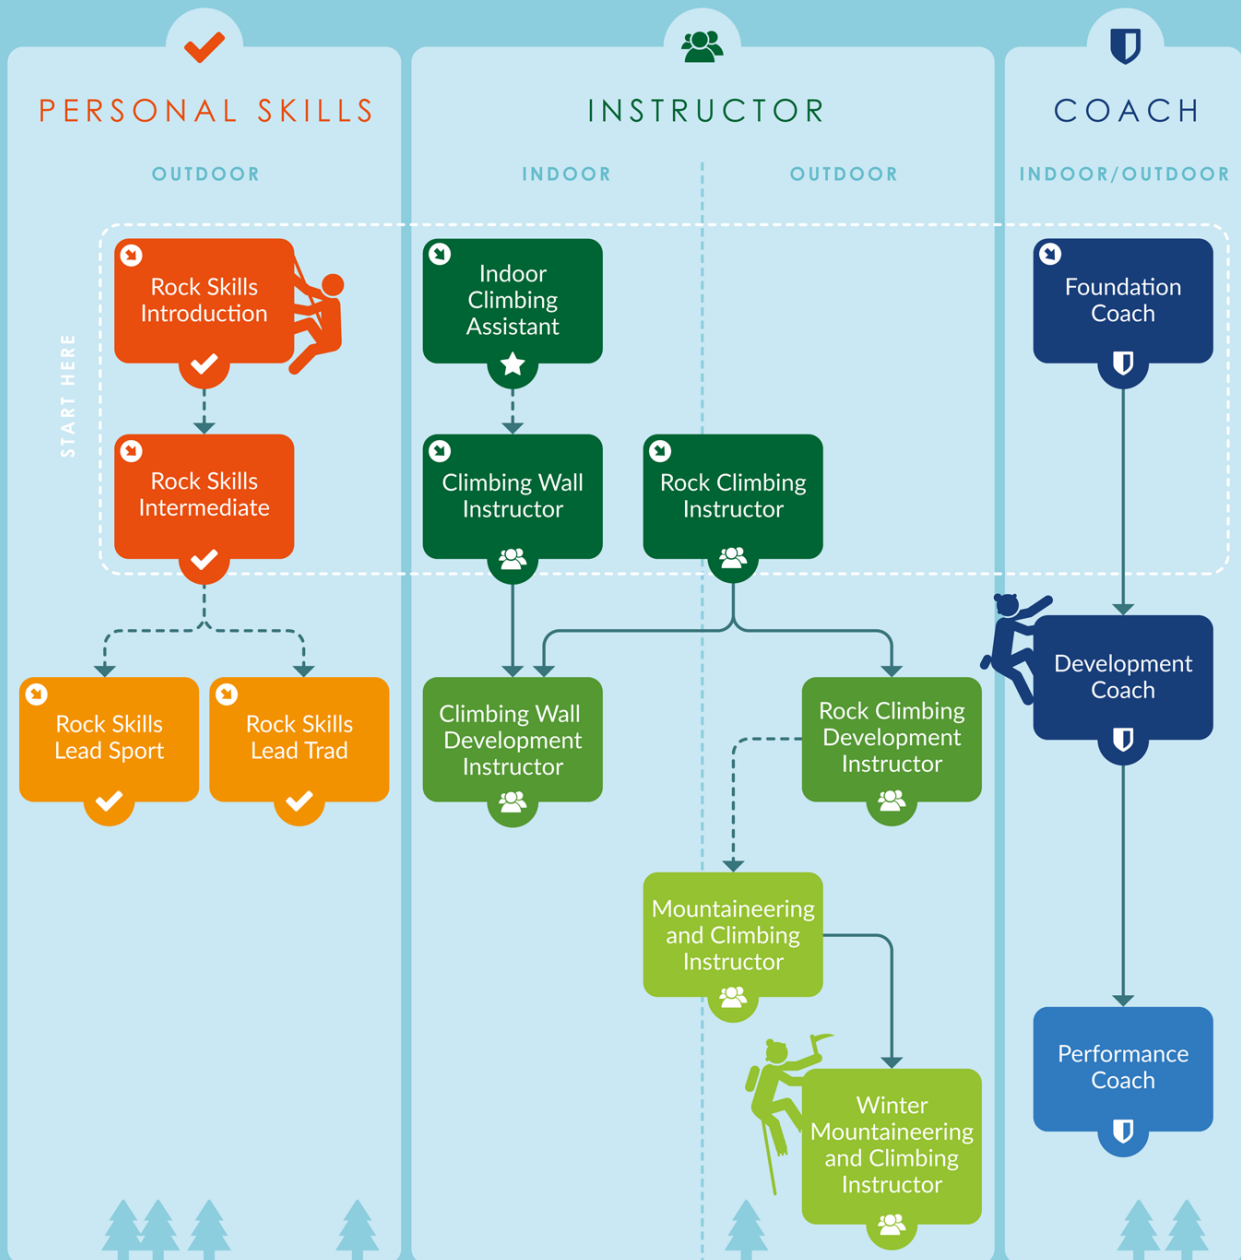 PERSONAL SKILLS
INSTRUCTOR
COACH
OUTDOOR
INDOOR
OUTDOOR
INDOOR/OUTDOOR
START HERE
Rock Skills
Introduction
Indoor
Climbing
Assistant
Foundation
Coach
Rock Skills
Intermediate
Climbing Wall
Instructor
Rock Climbing
Instructor
Development
Coach
Rock Skills
Lead Sport
Rock Skills
Lead Trad
Climbing Wall
Development
Instructor
Rock Climbing
Development
Instructor
Mountaineering
and Climbing
Instructor
Performance
Coach
Winter
Mountaineering
and Climbing
Instructor